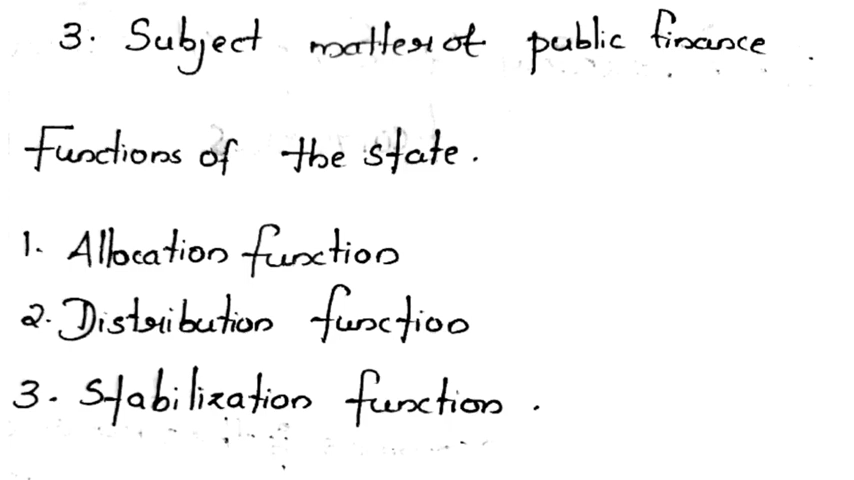 3. Subject matter of public finance
Functions of the state.
1. Allocation function
2. Distribution function
3. Stabilization function.